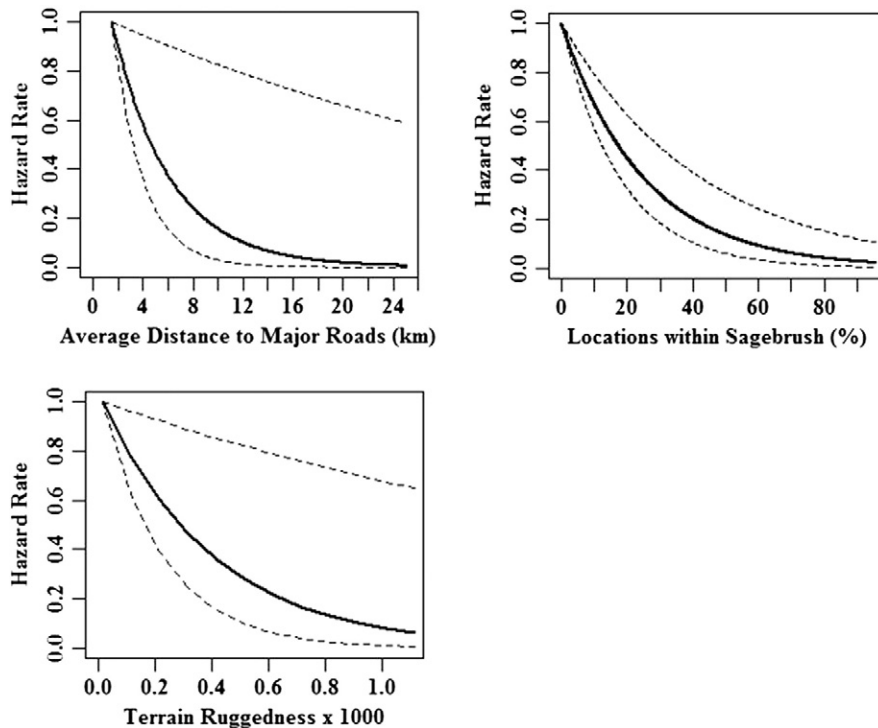 Hazard Rate
0.0 0.2 0.4 0.6 0.8 1.0
0 4 8 12 16 20 24
Average Distance to Major Roads (km)
Hazard Rate
0.0 0.2 0.4 0.6 0.8 1.0
0 20 40 60 80
Locations within Sagebrush (%)
Hazard Rate
0.0 0.2 0.4 0.6 0.8 1.0
0.0 0.2 0.4 0.6 0.8 1.0
Terrain Ruggedness x 1000